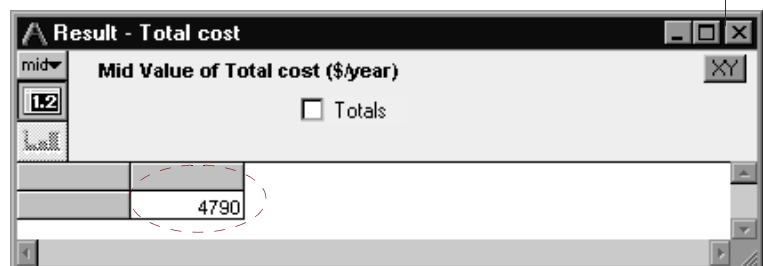 Result - Total cost
mid
Mid Value of Total cost ($/year)
XY
1.2
Totals
4790